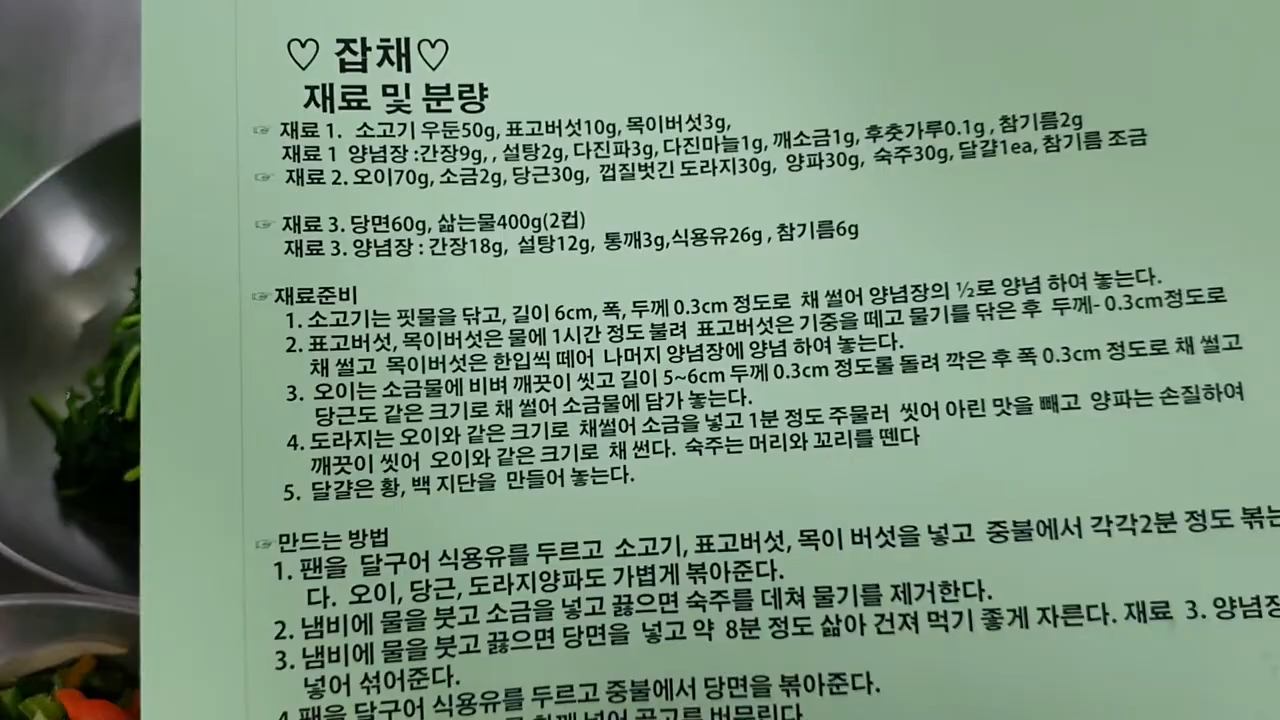 ♡ 잡채♡
재료 및 분량
☞ 재료 1. 소고기 우둔50g, 표고버섯10g, 목이버섯3g,
재료 1 양념장 :간장9g, , 설탕2g, 다진파3g, 다진마늘1g, 깨소금1g, 후춧가루0.1g , 참기름2g
☞ 재료 2. 오이70g, 소금2g, 당근30g, 껍질벗긴 도라지30g, 양파30g, 숙주30g, 달걀1ea, 참기름 조금
☞ 재료 3. 당면60g, 삶는물400g(2컵)
재료 3. 양념장 : 간장18g, 설탕12g, 통깨3g,식용유26g , 참기름6g
☞재료준비
1. 소고기는 핏물을 닦고, 길이 6cm, 폭, 두께 0.3cm 정도로 채 썰어 양념장의 ½로 양념 하여 놓는다.
2. 표고버섯, 목이버섯은 물에 1시간 정도 불려 표고버섯은 기중을 떼고 물기를 닦은 후 두께- 0.3cm정도로
채 썰고 목이버섯은 한입씩 떼어 나머지 양념장에 양념 하여 놓는다.
3. 오이는 소금물에 비벼 깨끗이 씻고 길이 5~6cm 두께 0.3cm 정도롤 돌려 깍은 후 폭 0.3cm 정도로 채 썰고
당근도 같은 크기로 채 썰어 소금물에 담가 놓는다.
4. 도라지는 오이와 같은 크기로 채썰어 소금을 넣고 1분 정도 주물러 씻어 아린 맛을 빼고 양파는 손질하여
깨끗이 씻어 오이와 같은 크기로 채 썬다. 숙주는 머리와 꼬리를 뗀다
5. 달걀은 황, 백 지단을 만들어 놓는다.
☞만드는 방법
1. 팬을 달구어 식용유를 두르고 소고기, 표고버섯, 목이 버섯을 넣고 중불에서 각각2분 정도 볶는
다. 오이, 당근, 도라지양파도 가볍게 볶아준다.
2. 냄비에 물을 붓고 소금을 넣고 끓으면 숙주를 데쳐 물기를 제거한다.
3. 냄비에 물을 붓고 끓으면 당면을 넣고 약 8분 정도 삶아 건져 먹기 좋게 자른다. 재료 3. 양념장
넣어 섞어준다.
4 팬을 달구어 식용유를 두르고 중불에서 당면을 볶아준다.
함께 넣어 골고루 버무린다